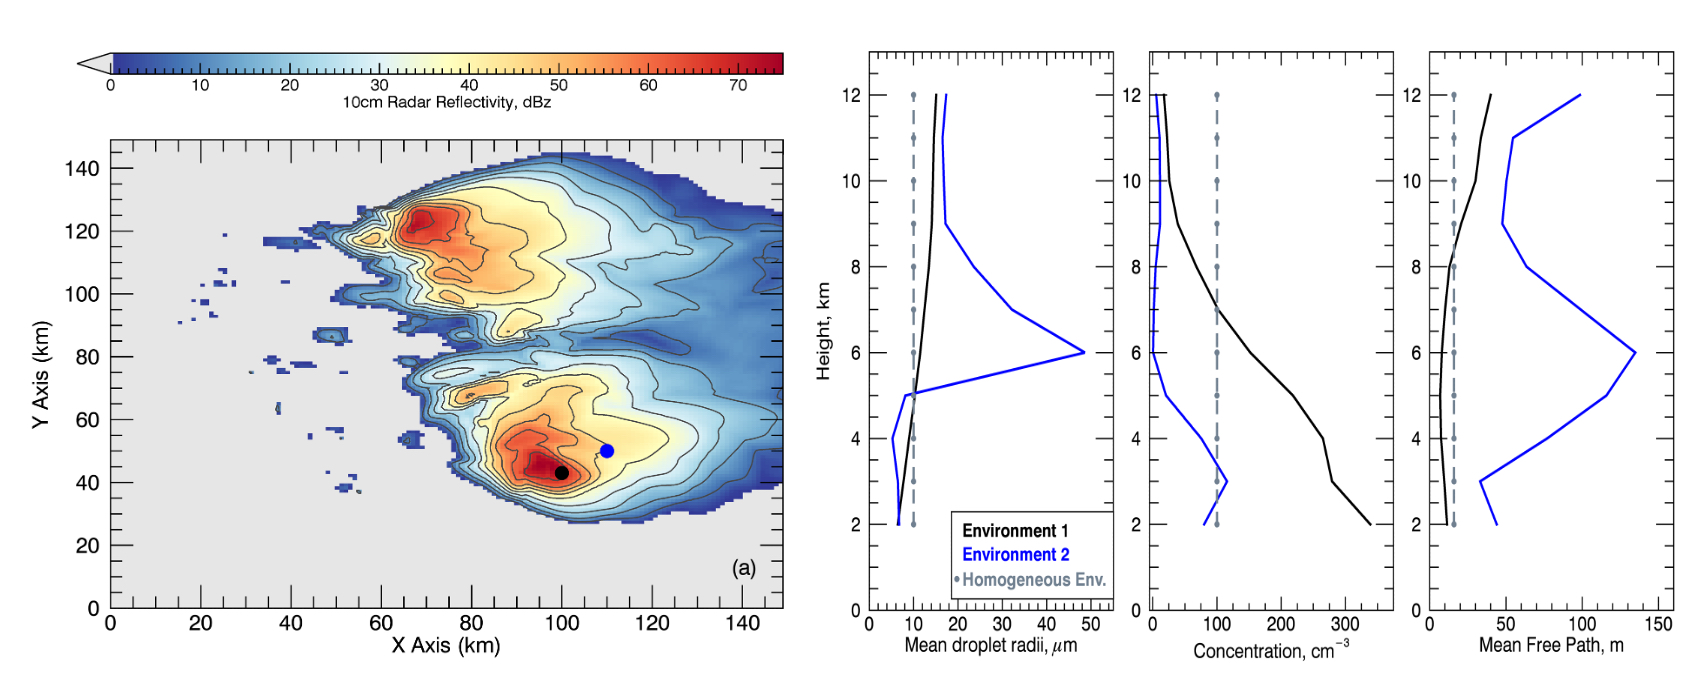 0 10 20 30 40 50 60 70
10cm Radar Reflectivity, dBz
140
120
100
80
60
40
20
0
Y Axis (km)
(a)
0 20 40 60 80 100 120 140
X Axis (km)
12
10
8
6
4
2
0
Height, km
Environment 1
Environment 2
Homogeneous Env.
0 10 20 30 40 50
Mean droplet radii, μm
12
10
8
6
4
2
0
0 100 200 300
Concentration, cm⁻³
12
10
8
6
4
2
0
0 50 100 150
Mean Free Path, m